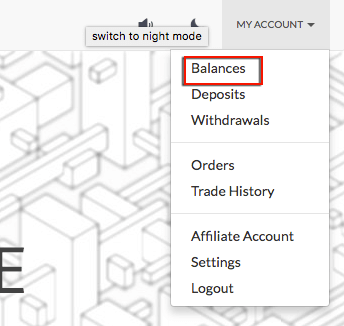 MY ACCOUNT
switch to night mode
Balances
Deposits
Withdrawals
Orders
Trade History
Affiliate Account
Settings
Logout
E